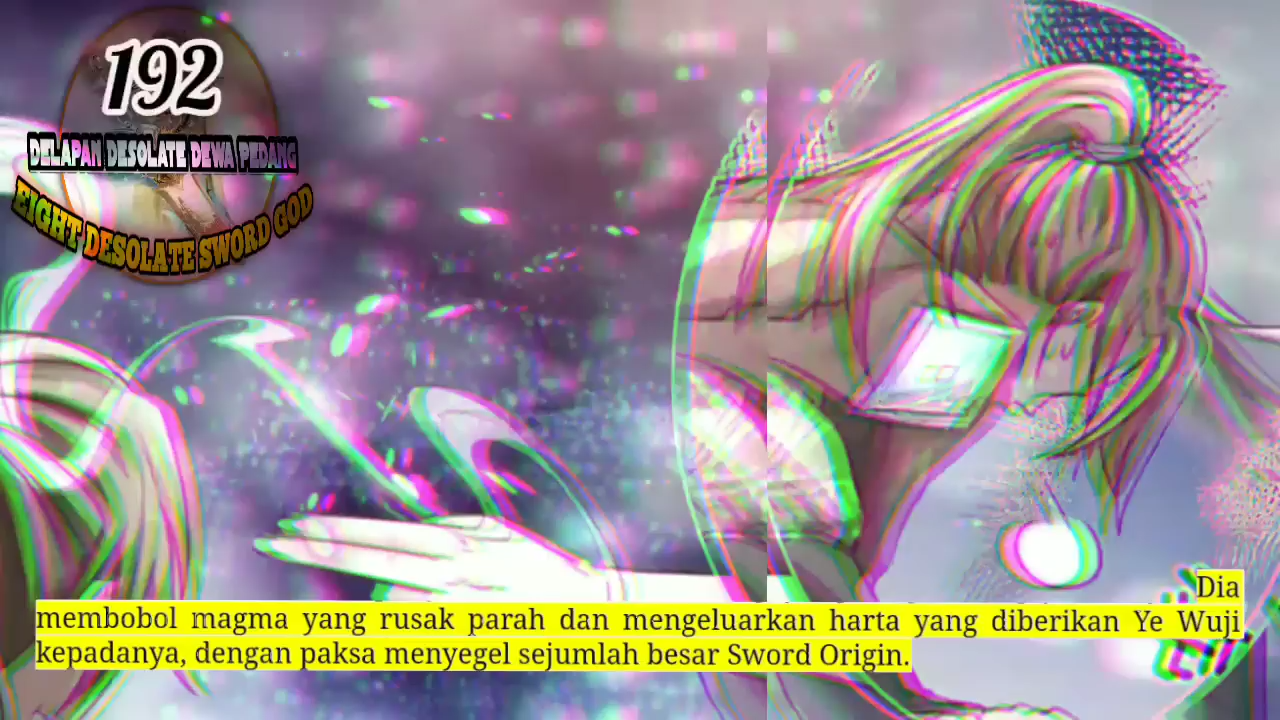 192
DELAPAN DESOLATE DEWA PEDANG
EIGHT DESOLATE SWORD GOD
Dia
membobol magma yang rusak parah dan mengeluarkan harta yang diberikan Ye Wuji
kepadanya, dengan paksa menyegel sejumlah besar Sword Origin.